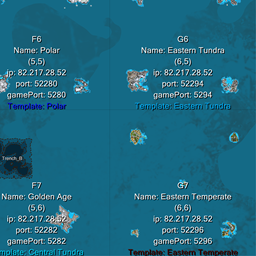 F6
Name: Polar
(5,5)
ip: 82.217.28.52
port: 52280
gamePort: 5280
Template: Polar
G6
Name: Eastern Tundra
(6,5)
ip: 82.217.28.52
port: 52294
gamePort: 5294
Template: Eastern Tundra
Trench_B
F7
Name: Golden Age
(5,6)
ip: 82.217.28.52
port: 52282
gamePort: 5282
mplate: Central Tundra
G7
Name: Eastern Temperate
(6,6)
ip: 82.217.28.52
port: 52296
gamePort: 5296
Template: Eastern Temperate